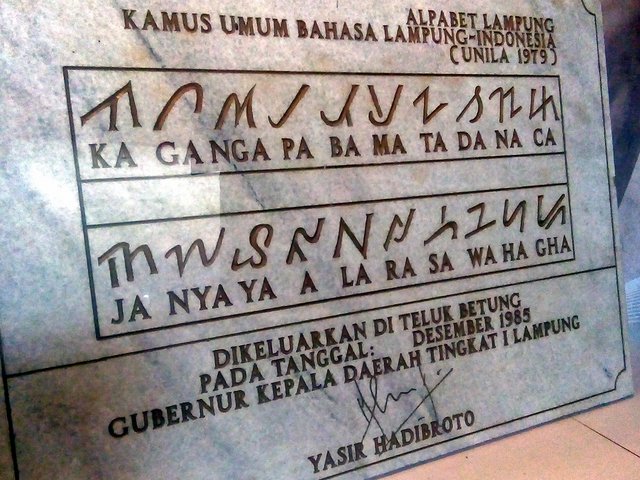 ALPABET LAMPUNG
KAMUS UMUM BAHASA LAMPUNG-INDONESIA
(UNILA 1979)
KA GA NGA PA BA MA TA DA NA CA
JA NYA YA A LA RA SA WA HA GHA
DIKELUARKAN DI TELUK BETUNG
PADA TANGGAL: DESEMBER 1985
GUBERNUR KEPALA DAERAH TINGKAT I LAMPUNG
YASIR HADIBROTO